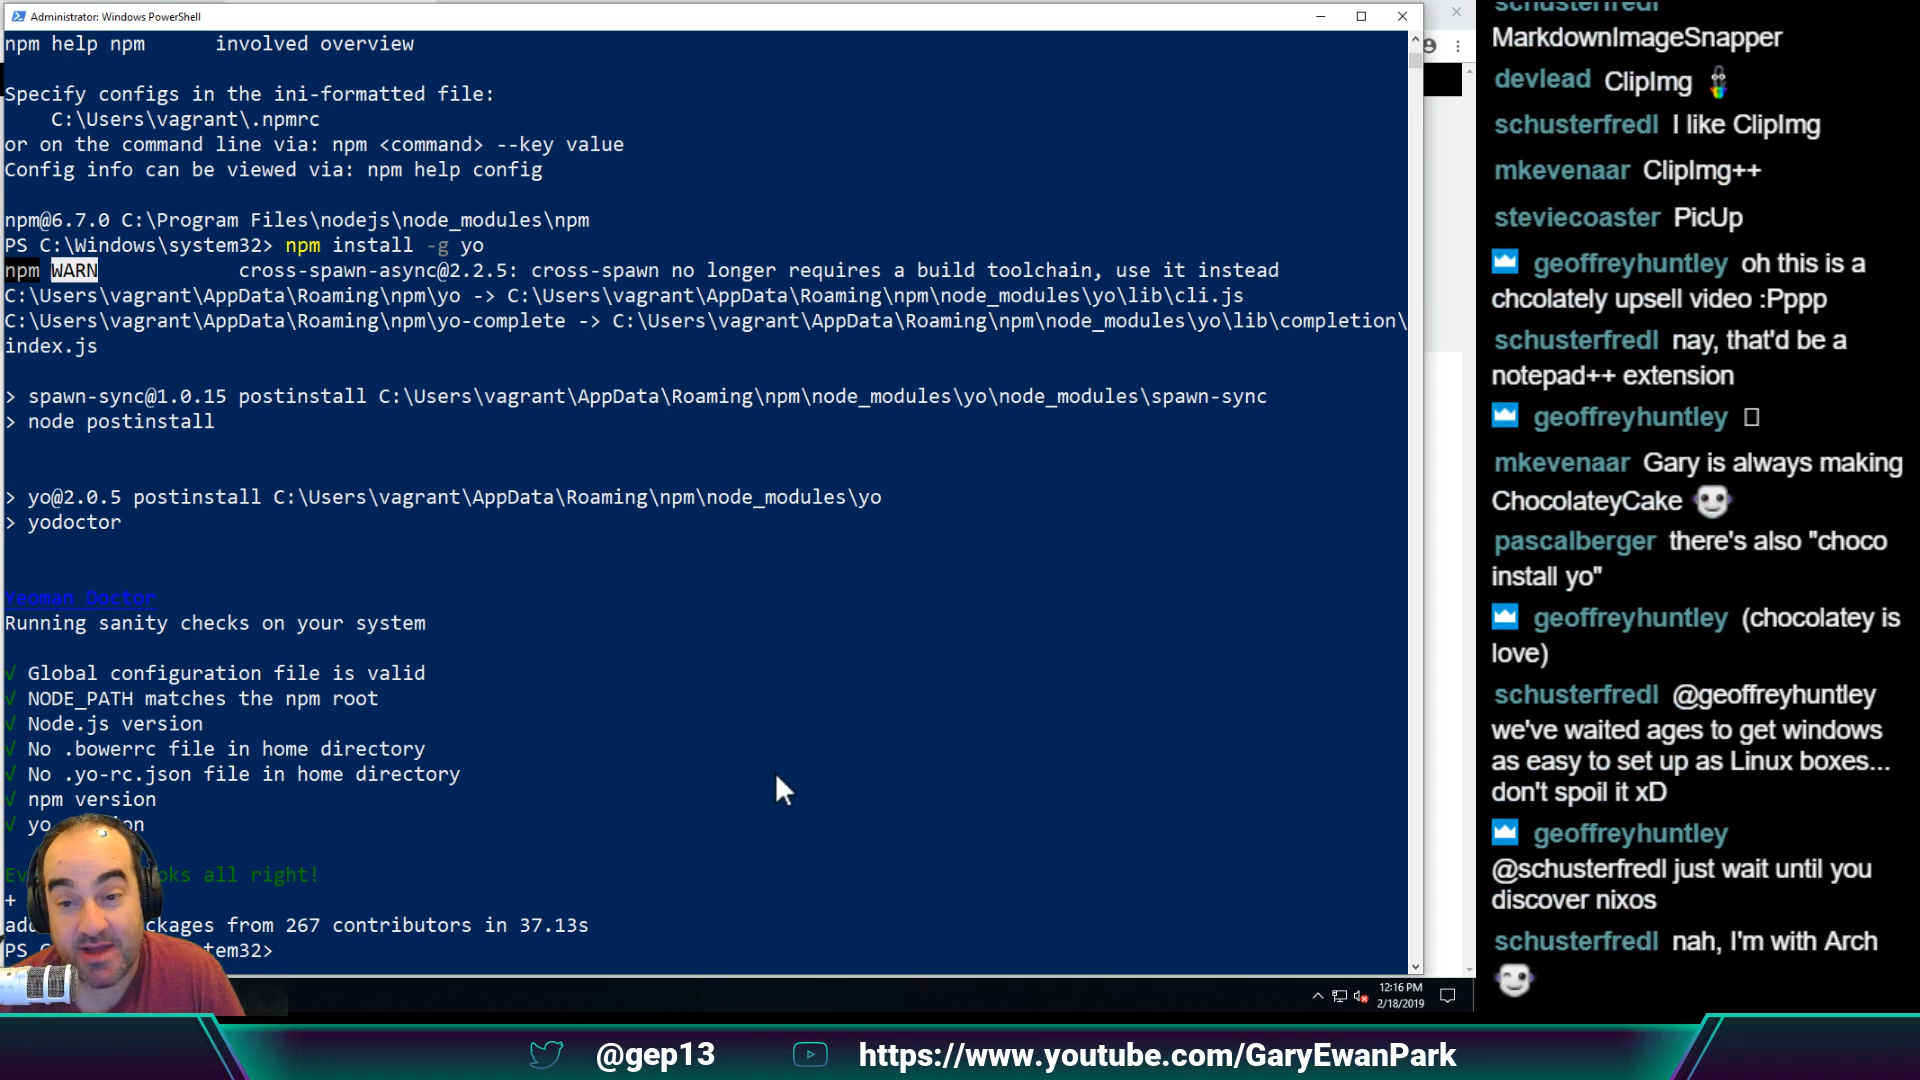 Administrator: Windows PowerShell
npm help npm      involved overview
Specify configs in the ini-formatted file:
C:\Users\vagrant\.npmrc
or on the command line via: npm <command> --key value
Config info can be viewed via: npm help config
npm@6.7.0 C:\Program Files\nodejs\node_modules\npm
PS C:\Windows\system32> npm install -g yo
npm WARN            cross-spawn-async@2.2.5: cross-spawn no longer requires a build toolchain, use it instead
C:\Users\vagrant\AppData\Roaming\npm\yo -> C:\Users\vagrant\AppData\Roaming\npm\node_modules\yo\lib\cli.js
C:\Users\vagrant\AppData\Roaming\npm\yo-complete -> C:\Users\vagrant\AppData\Roaming\npm\node_modules\yo\lib\completion\
index.js
> spawn-sync@1.0.15 postinstall C:\Users\vagrant\AppData\Roaming\npm\node_modules\yo\node_modules\spawn-sync
> node postinstall
> yo@2.0.5 postinstall C:\Users\vagrant\AppData\Roaming\npm\node_modules\yo
> yodoctor
Yeoman Doctor
Running sanity checks on your system
√ Global configuration file is valid
√ NODE_PATH matches the npm root
√ Node.js version
√ No .bowerrc file in home directory
√ No .yo-rc.json file in home directory
√ npm version
√ yo
all right!
+
from 267 contributors in 37.13s
PS
12:16 PM
2/18/2019
schusterfredl
MarkdownImageSnapper
devlead ClipImg
schusterfredl I like ClipImg
mkevenaar ClipImg++
steviecoaster PicUp
geoffreyhuntley oh this is a
chcolately upsell video :Pppp
schusterfredl nay, that'd be a
notepad++ extension
geoffreyhuntley
mkevenaar Gary is always making
ChocolateyCake
pascalberger there's also "choco
install yo"
geoffreyhuntley (chocolatey is
love)
schusterfredl @geoffreyhuntley
we've waited ages to get windows
as easy to set up as Linux boxes...
don't spoil it xD
geoffreyhuntley
@schusterfredl just wait until you
discover nixos
schusterfredl nah, I'm with Arch
@gep13
https://www.youtube.com/GaryEwanPark